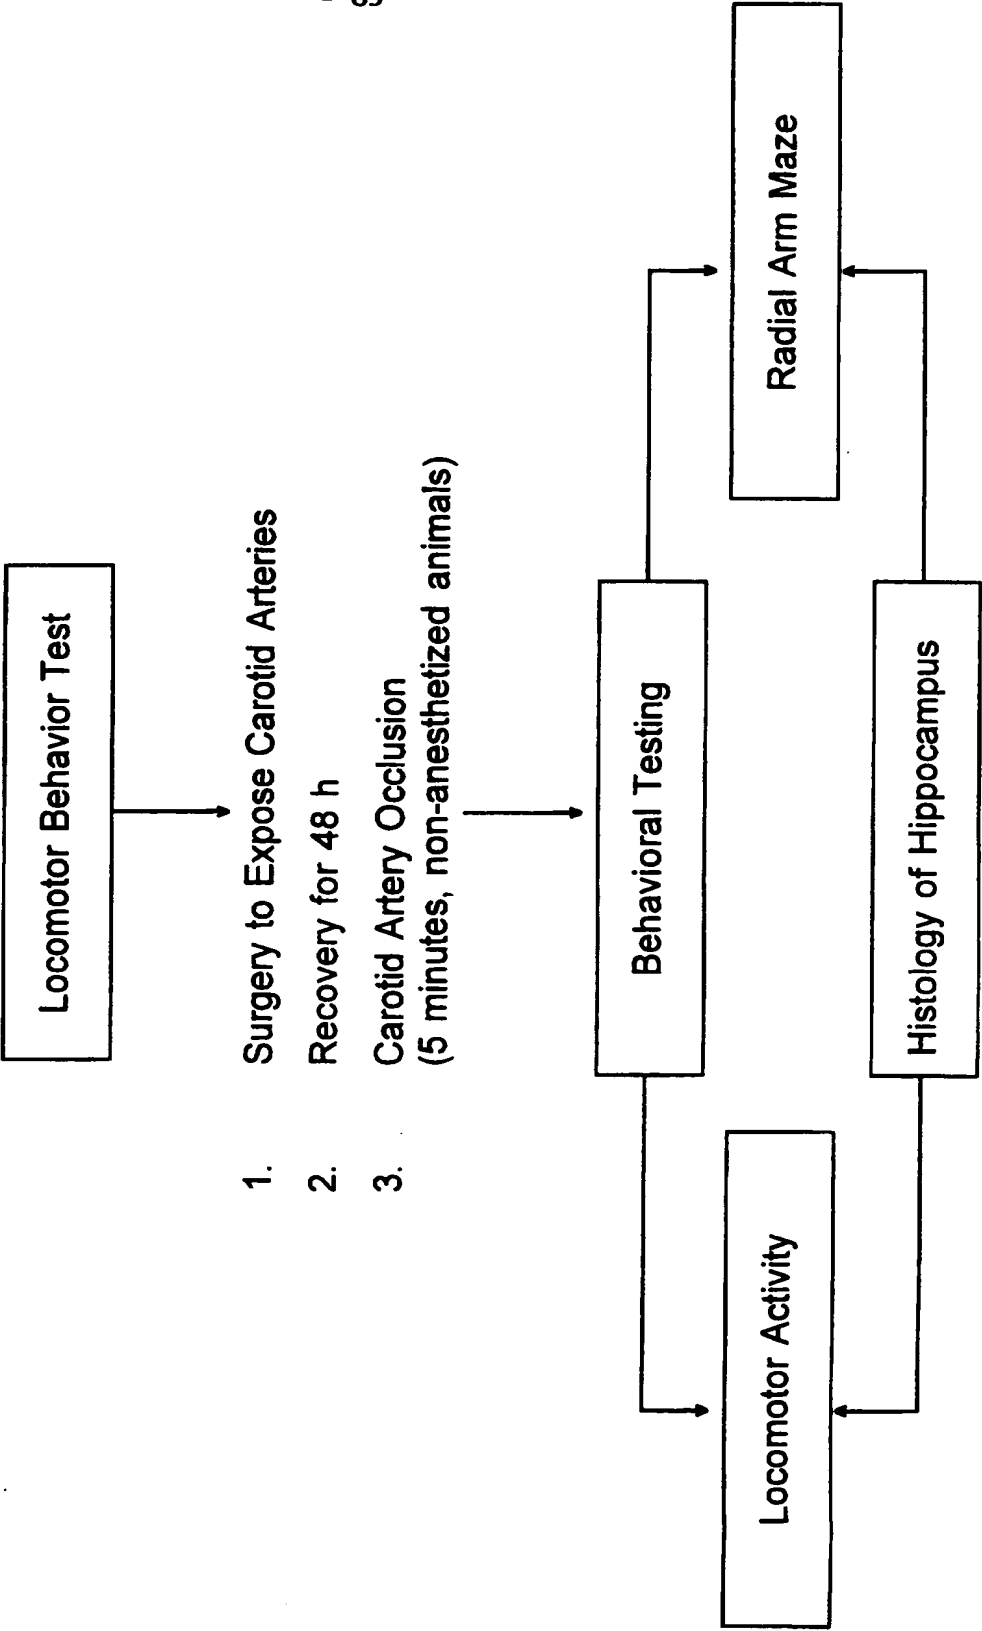 Locomotor Behavior Test
1. Surgery to Expose Carotid Arteries
2. Recovery for 48 h
3. Carotid Artery Occlusion
(5 minutes, non-anesthetized animals)
Behavioral Testing
Locomotor Activity
Radial Arm Maze
Histology of Hippocampus